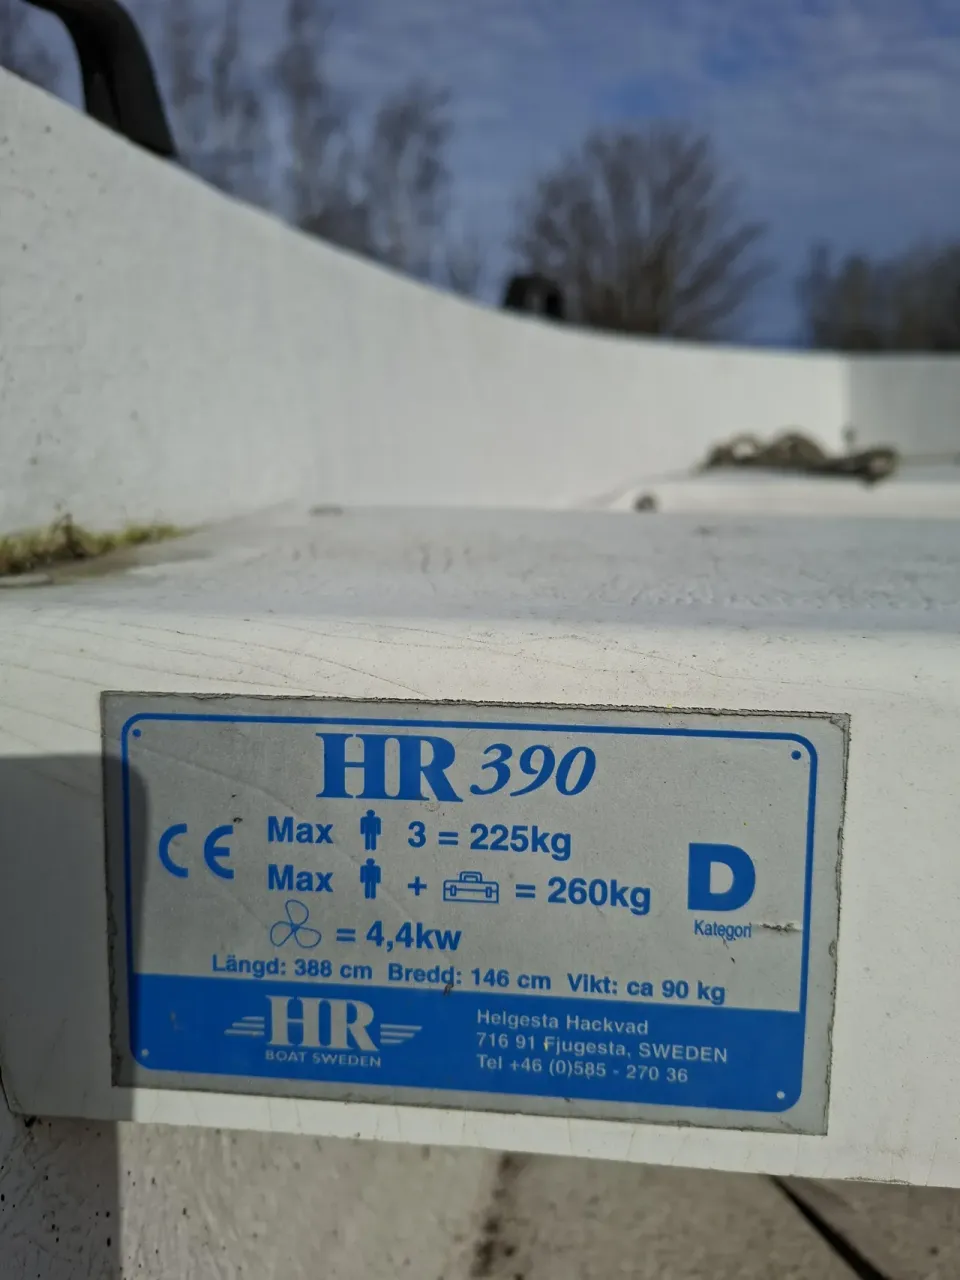 HR 390
CE Max 3 = 225kg
Max + = 260kg
D
Kategori
= 4,4kw
Längd: 388 cm Bredd: 146 cm Vikt: ca 90 kg
HR
BOAT SWEDEN
Helgesta Hackvad
716 91 Fjugesta, SWEDEN
Tel +46 (0)585 - 270 36